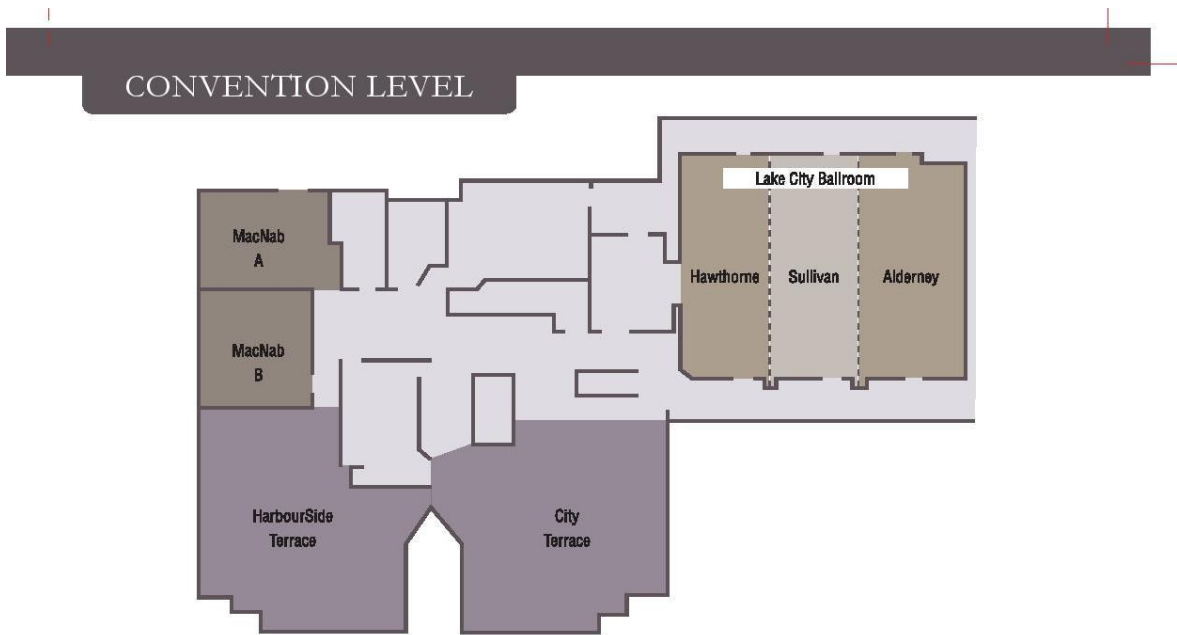 CONVENTION LEVEL
Lake City Ballroom
MacNab
A
Hawthorne
Sullivan
Alderney
MacNab
B
HarbourSide
Terrace
City
Terrace